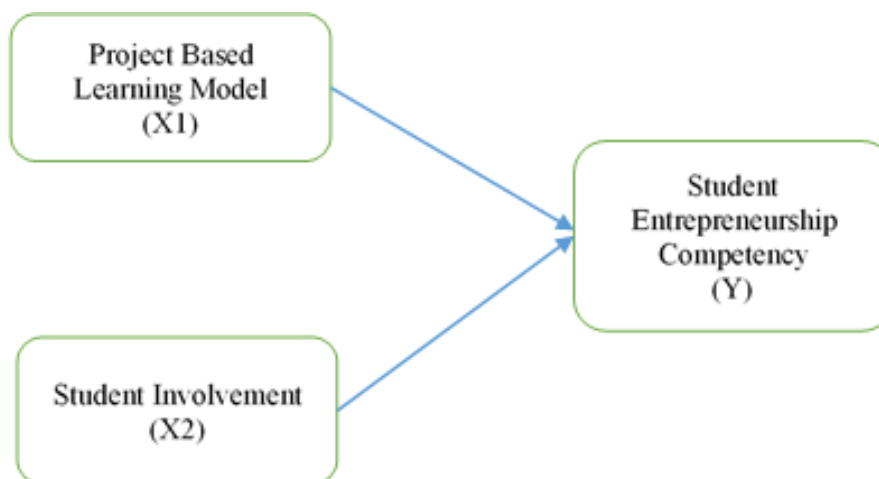 Project Based
Learning Model
(X1)
Student
Entrepreneurship
Competency
(Y)
Student Involvement
(X2)